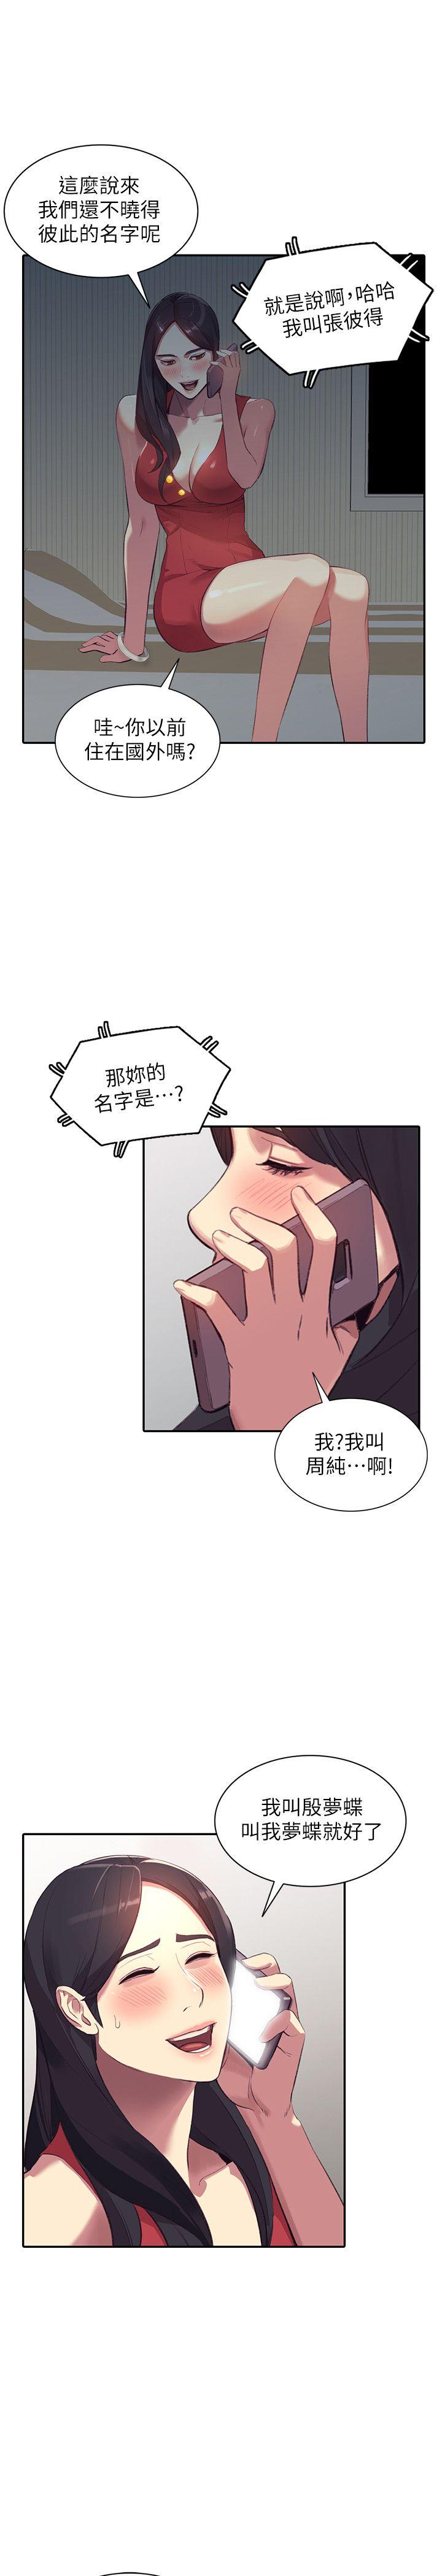 這麼說來
我們還不曉得
彼此的名字呢
就是說啊,哈哈
我叫張彼得
哇~你以前
住在國外嗎?
那妳的
名字是…?
我?我叫
周純…啊!
我叫殷夢蝶
叫我夢蝶就好了